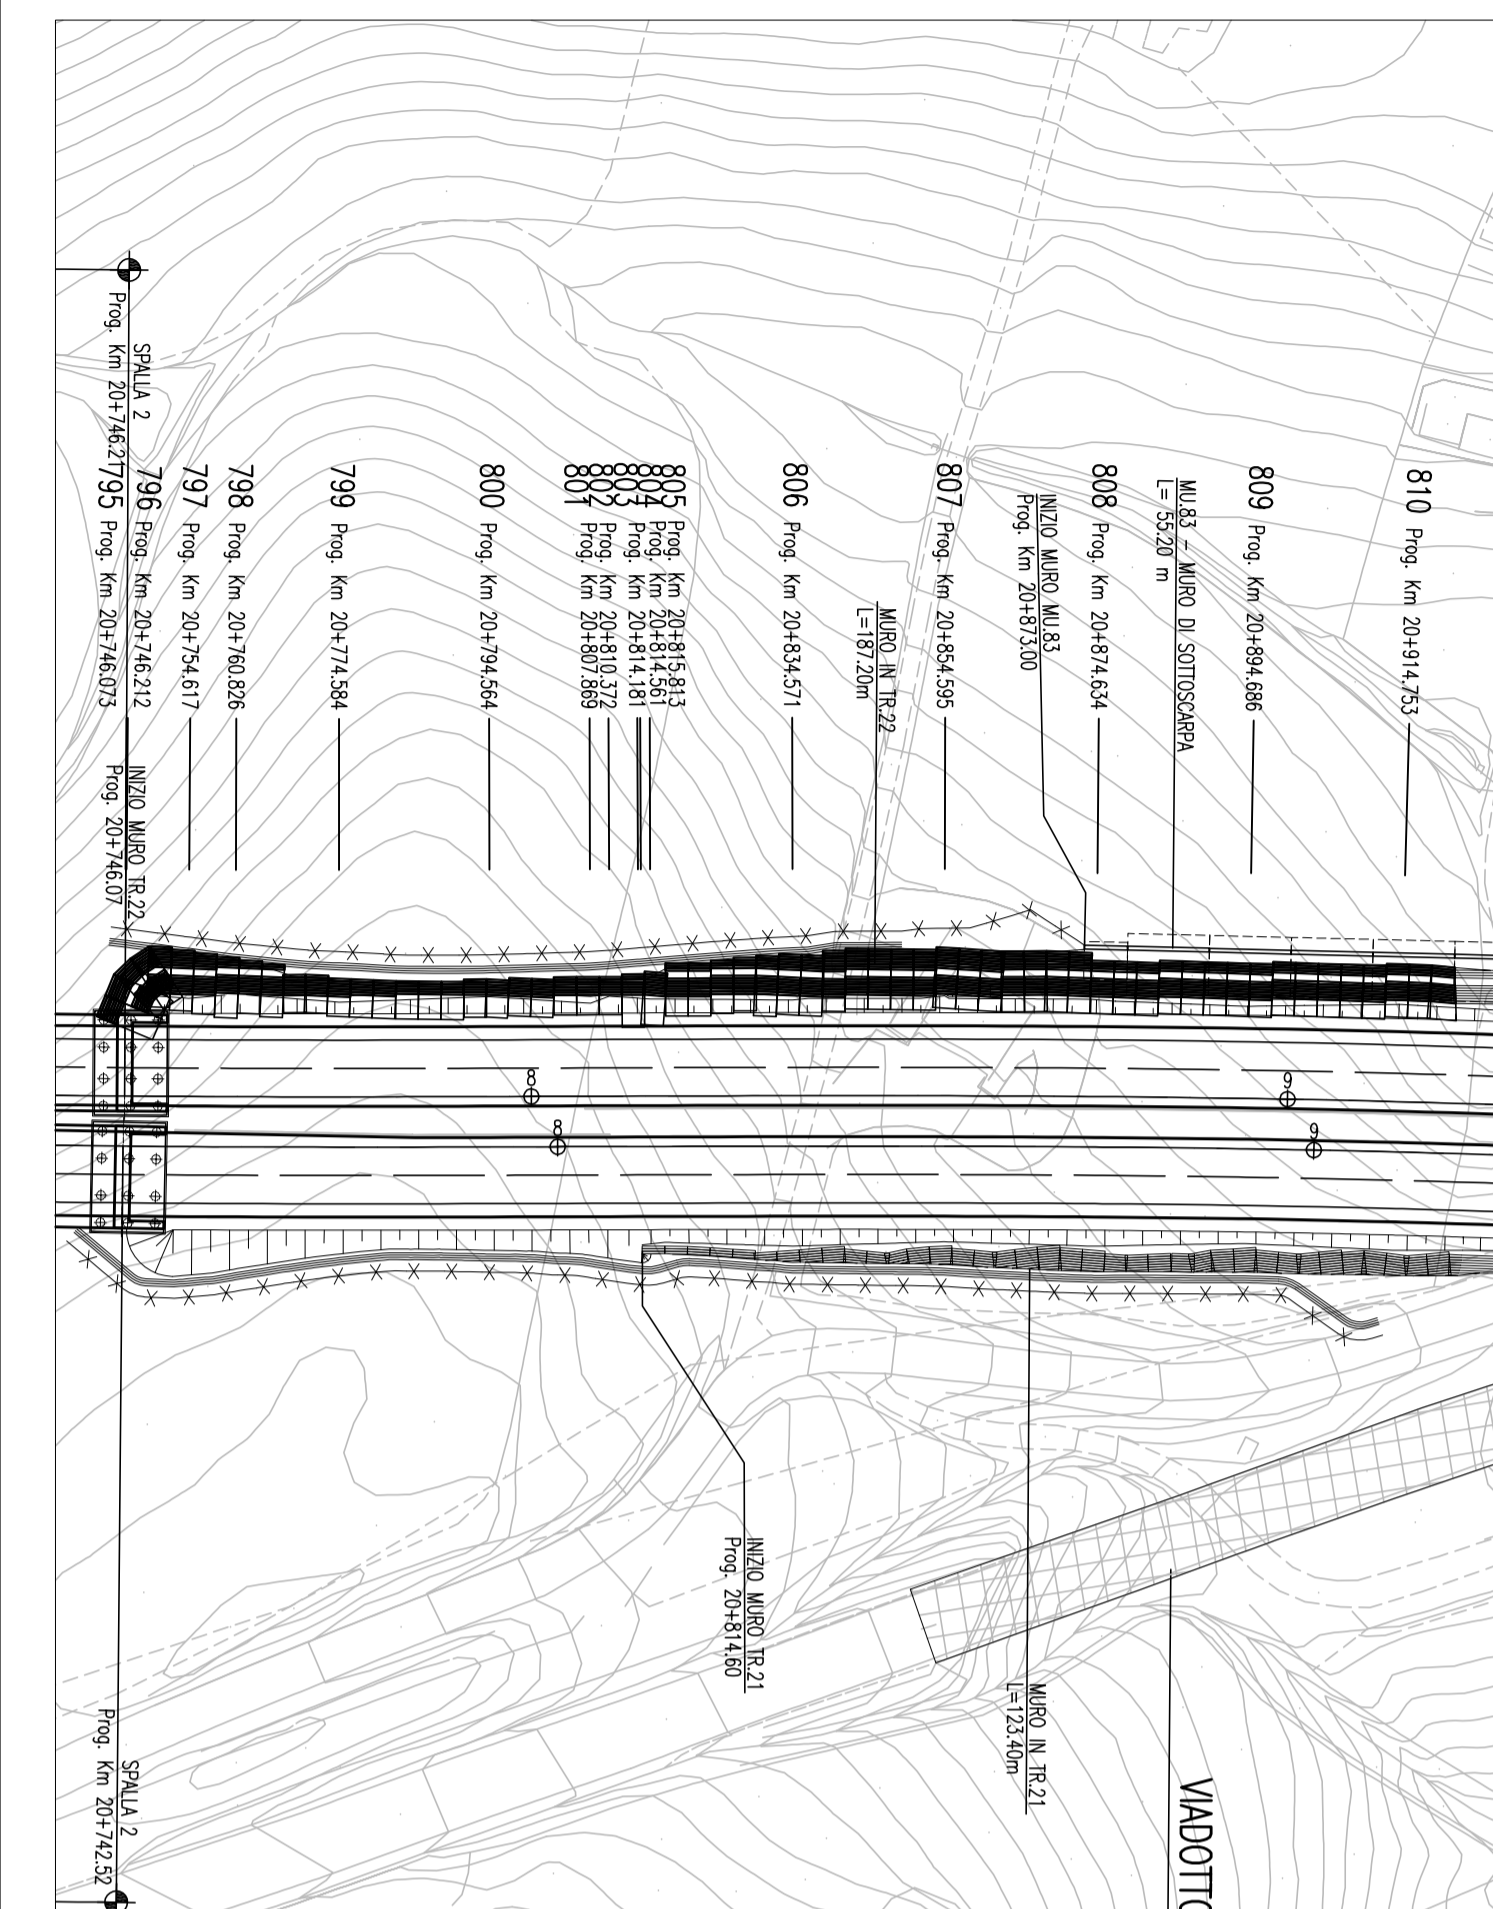 SPALLA 2
Prog. Km 20+746.21
795 Prog. Km 20+746.073
796 Prog. Km 20+746.212
797 Prog. Km 20+754.617
798 Prog. Km 20+760.826
799 Prog. Km 20+774.584
800 Prog. Km 20+794.564
801 Prog. Km 20+807.869
802 Prog. Km 20+810.372
803 Prog. Km 20+814.181
804 Prog. Km 20+814.561
805 Prog. Km 20+815.813
806 Prog. Km 20+834.571
807 Prog. Km 20+854.595
808 Prog. Km 20+874.634
809 Prog. Km 20+894.686
810 Prog. Km 20+914.753
MURO IN TR.22
L=187.20m
INIZIO MURO MU.83
Prog. Km 20+873.00
MU.83 - MURO DI SOTTOSCARPA
L= 55.20 m
INIZIO MURO TR.22
Prog. 20+746.07
8
9
8
9
INIZIO MURO TR.21
Prog. 20+814.60
MURO IN TR.21
L=123.40m
VIADOTTO
SPALLA 2
Prog. Km 20+742.52